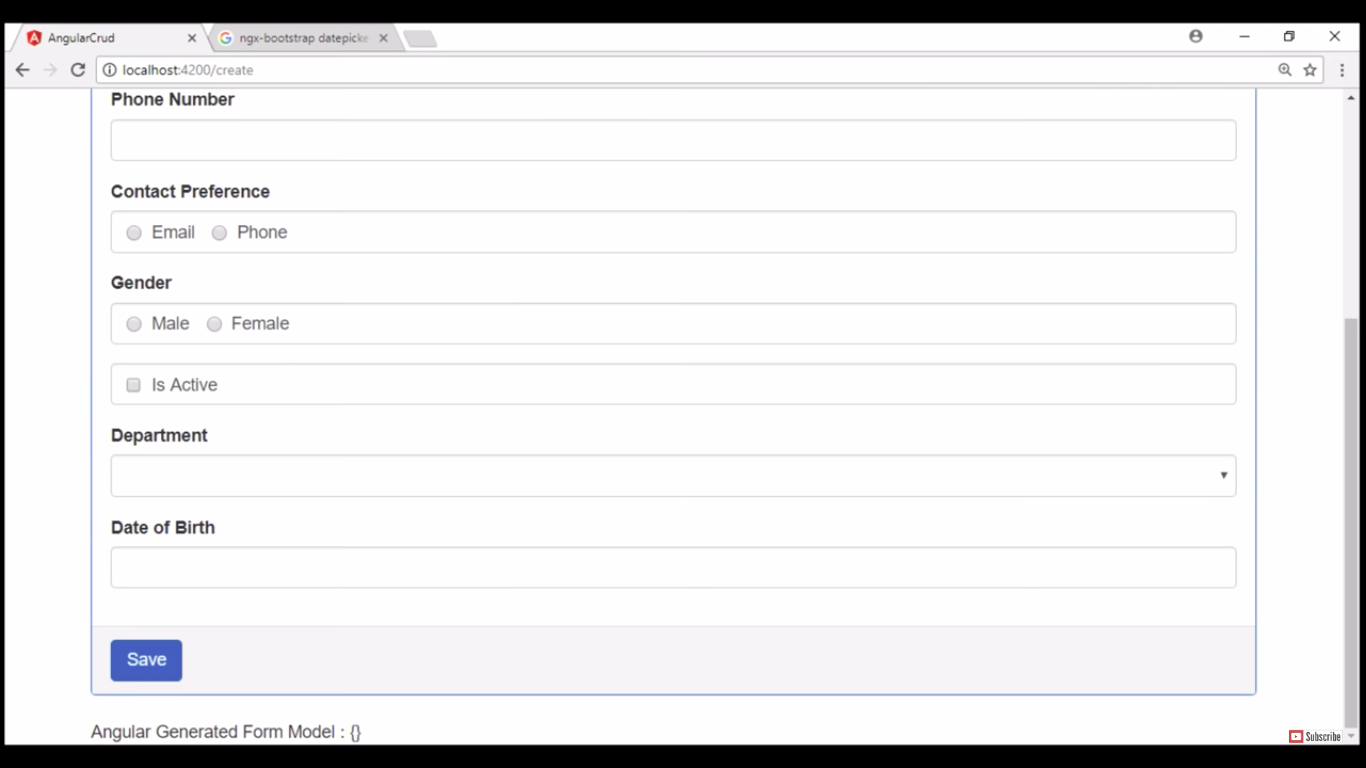 AngularCrud
ngx-bootstrap datepicke
localhost:4200/create
Phone Number
Contact Preference
Email Phone
Gender
Male Female
Is Active
Department
Date of Birth
Save
Angular Generated Form Model : {}
Subscribe